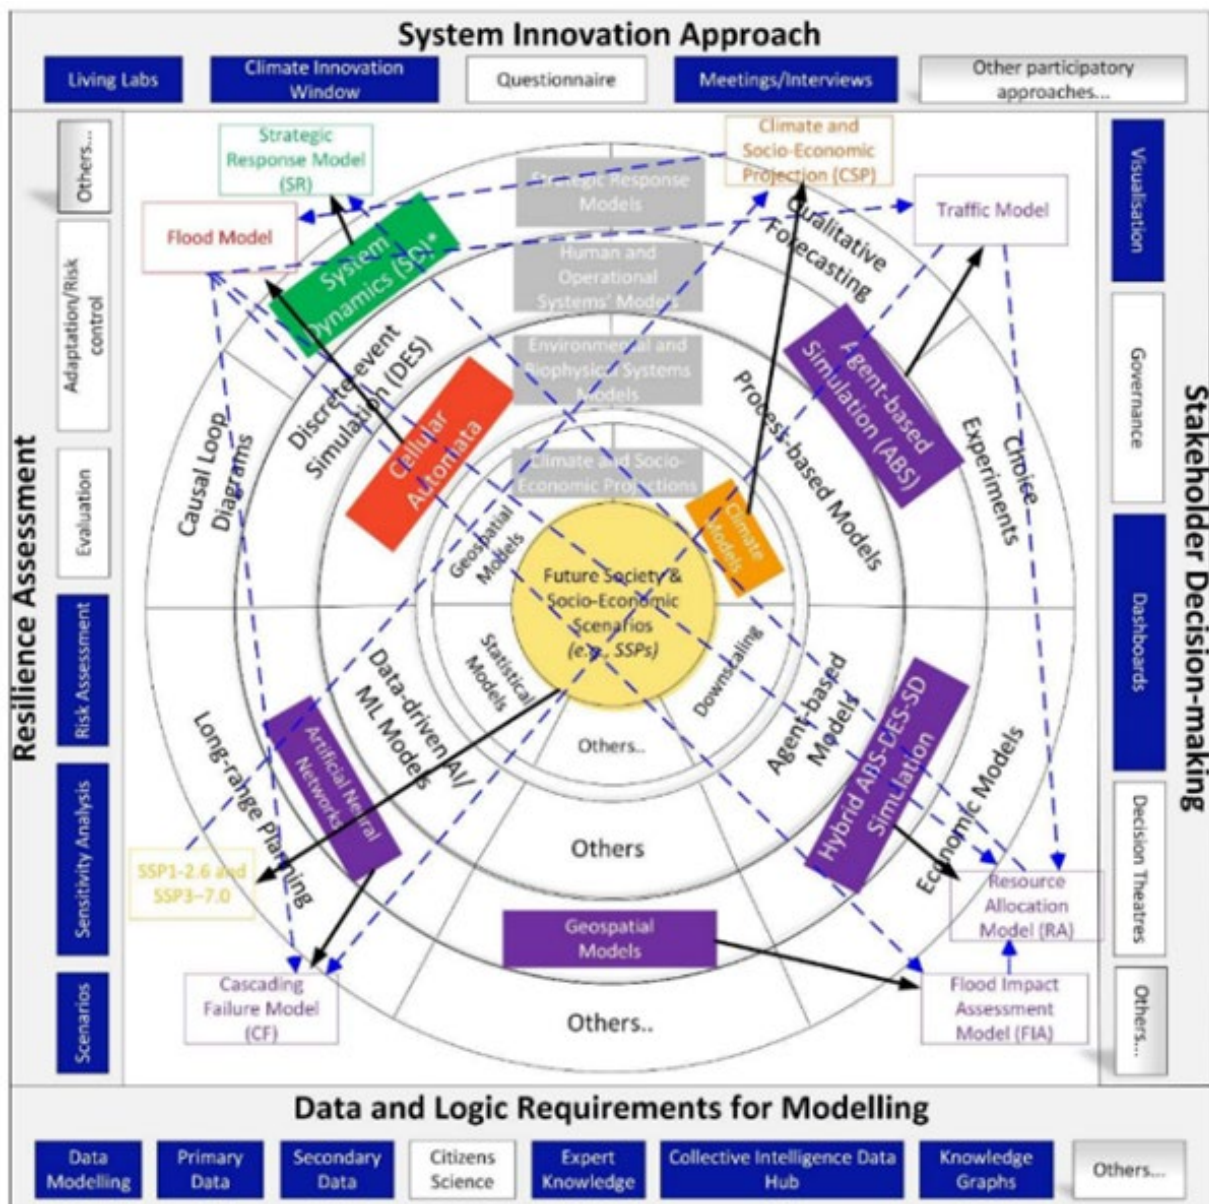 System Innovation Approach
Living Labs
Climate Innovation
Window
Questionnaire
Meetings/Interviews
Other participatory
approaches...
Resilience Assessment
Others...
Adaptation/Risk
control
Evaluation
Risk Assessment
Sensitivity Analysis
Scenarios
Strategic
Response Model
(SR)
Flood Model
Climate and
Socio-Economic
Projection (CSP)
Traffic Model
Strategic Response
Models
Human and
Operational
Systems' Models
Environmental and
Biophysical Systems
Models
Climate and Socio-
Economic Projections
System
Dynamics (SD)*
Qualitative
Forecasting
Discrete-event
Simulation (DES)
Cellular
Automata
Agent-based
Simulation (ABS)
Process-based Models
Choice
Experiments
Causal Loop
Diagrams
Geospatial
Models
Climate
Models
Future Society &
Socio-Economic
Scenarios
(e.g., SSPs)
Statistical
Models
Downscaling
Others..
Data-driven AI/
ML Models
Agent-based
Models
Artificial Neural
Networks
Hybrid ABS-DES-SD
Simulation
Long-range Planning
Economic Models
Others
Geospatial
Models
Others..
SSP1-2.6 and
SSP3–7.0
Cascading
Failure Model
(CF)
Resource
Allocation
Model (RA)
Flood Impact
Assessment
Model (FIA)
Stakeholder Decision-making
Visualisation
Governance
Dashboards
Decision Theatres
Others...
Data and Logic Requirements for Modelling
Data
Modelling
Primary
Data
Secondary
Data
Citizens
Science
Expert
Knowledge
Collective Intelligence Data
Hub
Knowledge
Graphs
Others...